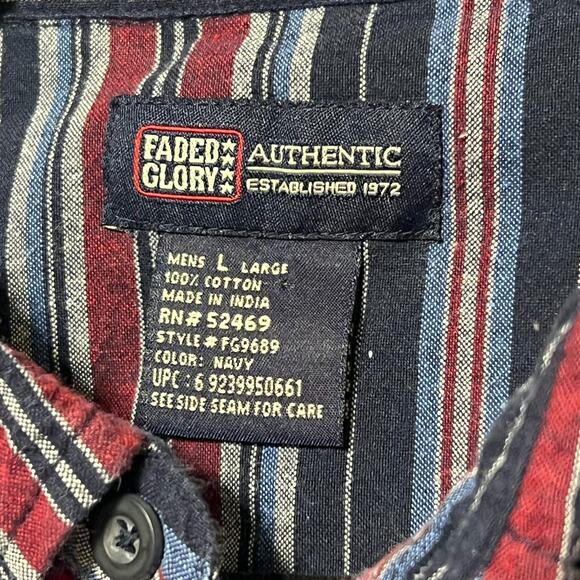 FADED
GLORY
AUTHENTIC
ESTABLISHED 1972
MENS L LARGE
100% COTTON
MADE IN INDIA
RN# 52469
STYLE# FG9689
COLOR: NAVY
UPC : 6 9239950661
SEE SIDE SEAM FOR CARE